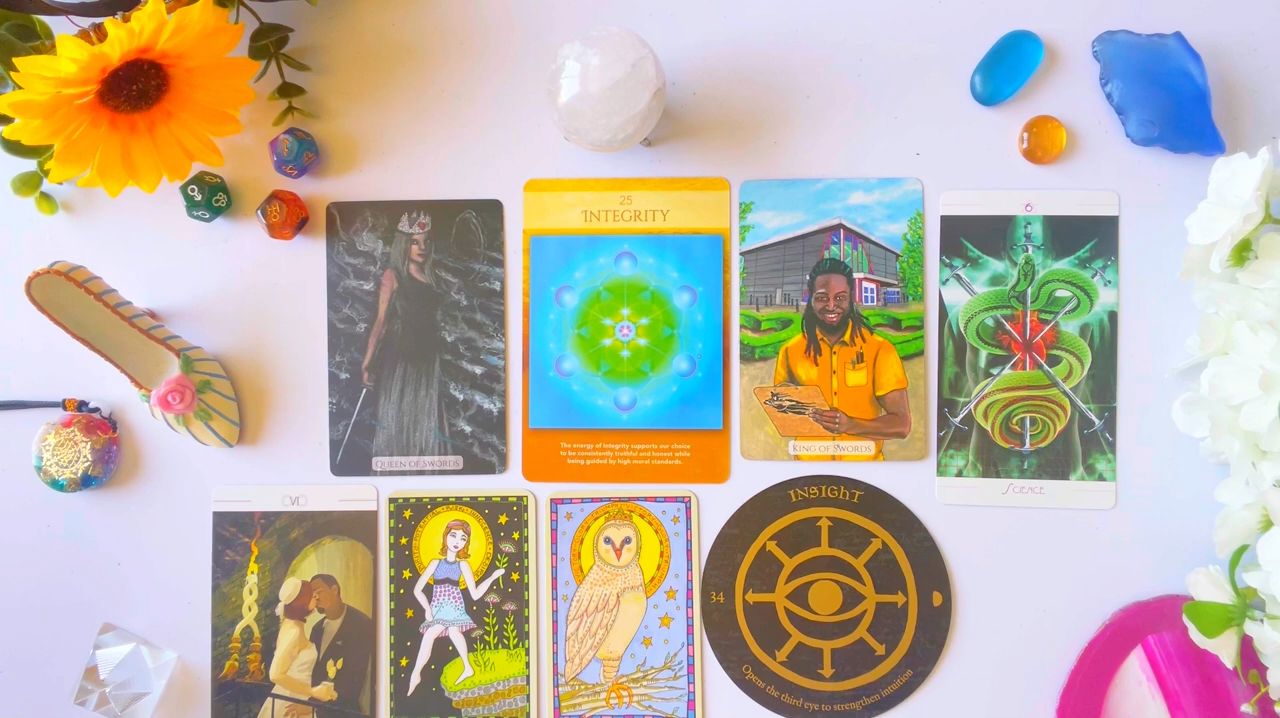 25
INTEGRITY
The energy of Integrity supports our choice
to be consistently truthful and honest while
being guided by high moral standards.
QUEEN OF SWORDS
KING OF SWORDS
6
SCIENCE
VI
INSIGHT
34
Opens the third eye to strengthen intuition